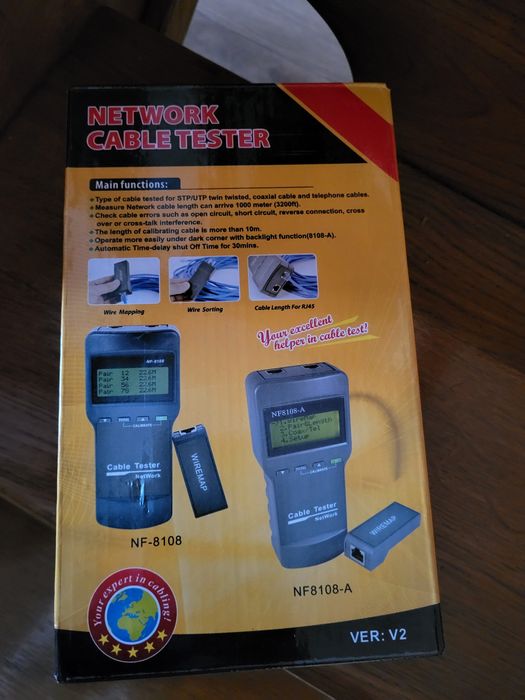 NETWORK
CABLE TESTER
Main functions:
Type of cable tested for STP/UTP twin twisted, coaxial cable and telephone cables.
Measure Network cable length can arrive 1000 meter (3200ft).
Check cable errors such as open circuit, short circuit, reverse connection, cross
over or cross-talk interference.
The length of calibrating cable is more than 10m.
Operate more easily under dark corner with backlight function(8108-A).
Automatic Time-delay shut Off Time for 30mins.
Wire Mapping
Wire Sorting
Cable Length For RJ45
Your excellent
helper in cable test!
NF-8108
Pair 12 22.6M
Pair 34 22.6M
Pair 56 22.6M
Pair 78 22.6M
CALIBRATE
Cable Tester
NetWork
WIREMAP
NF-8108
NF8108-A
1.WireMap
2.Pair&Length
3.Coax/Tel
4.Setup
CALIBRATE
Cable Tester
NetWork
WIREMAP
NF8108-A
Your expert in cabling!
VER: V2